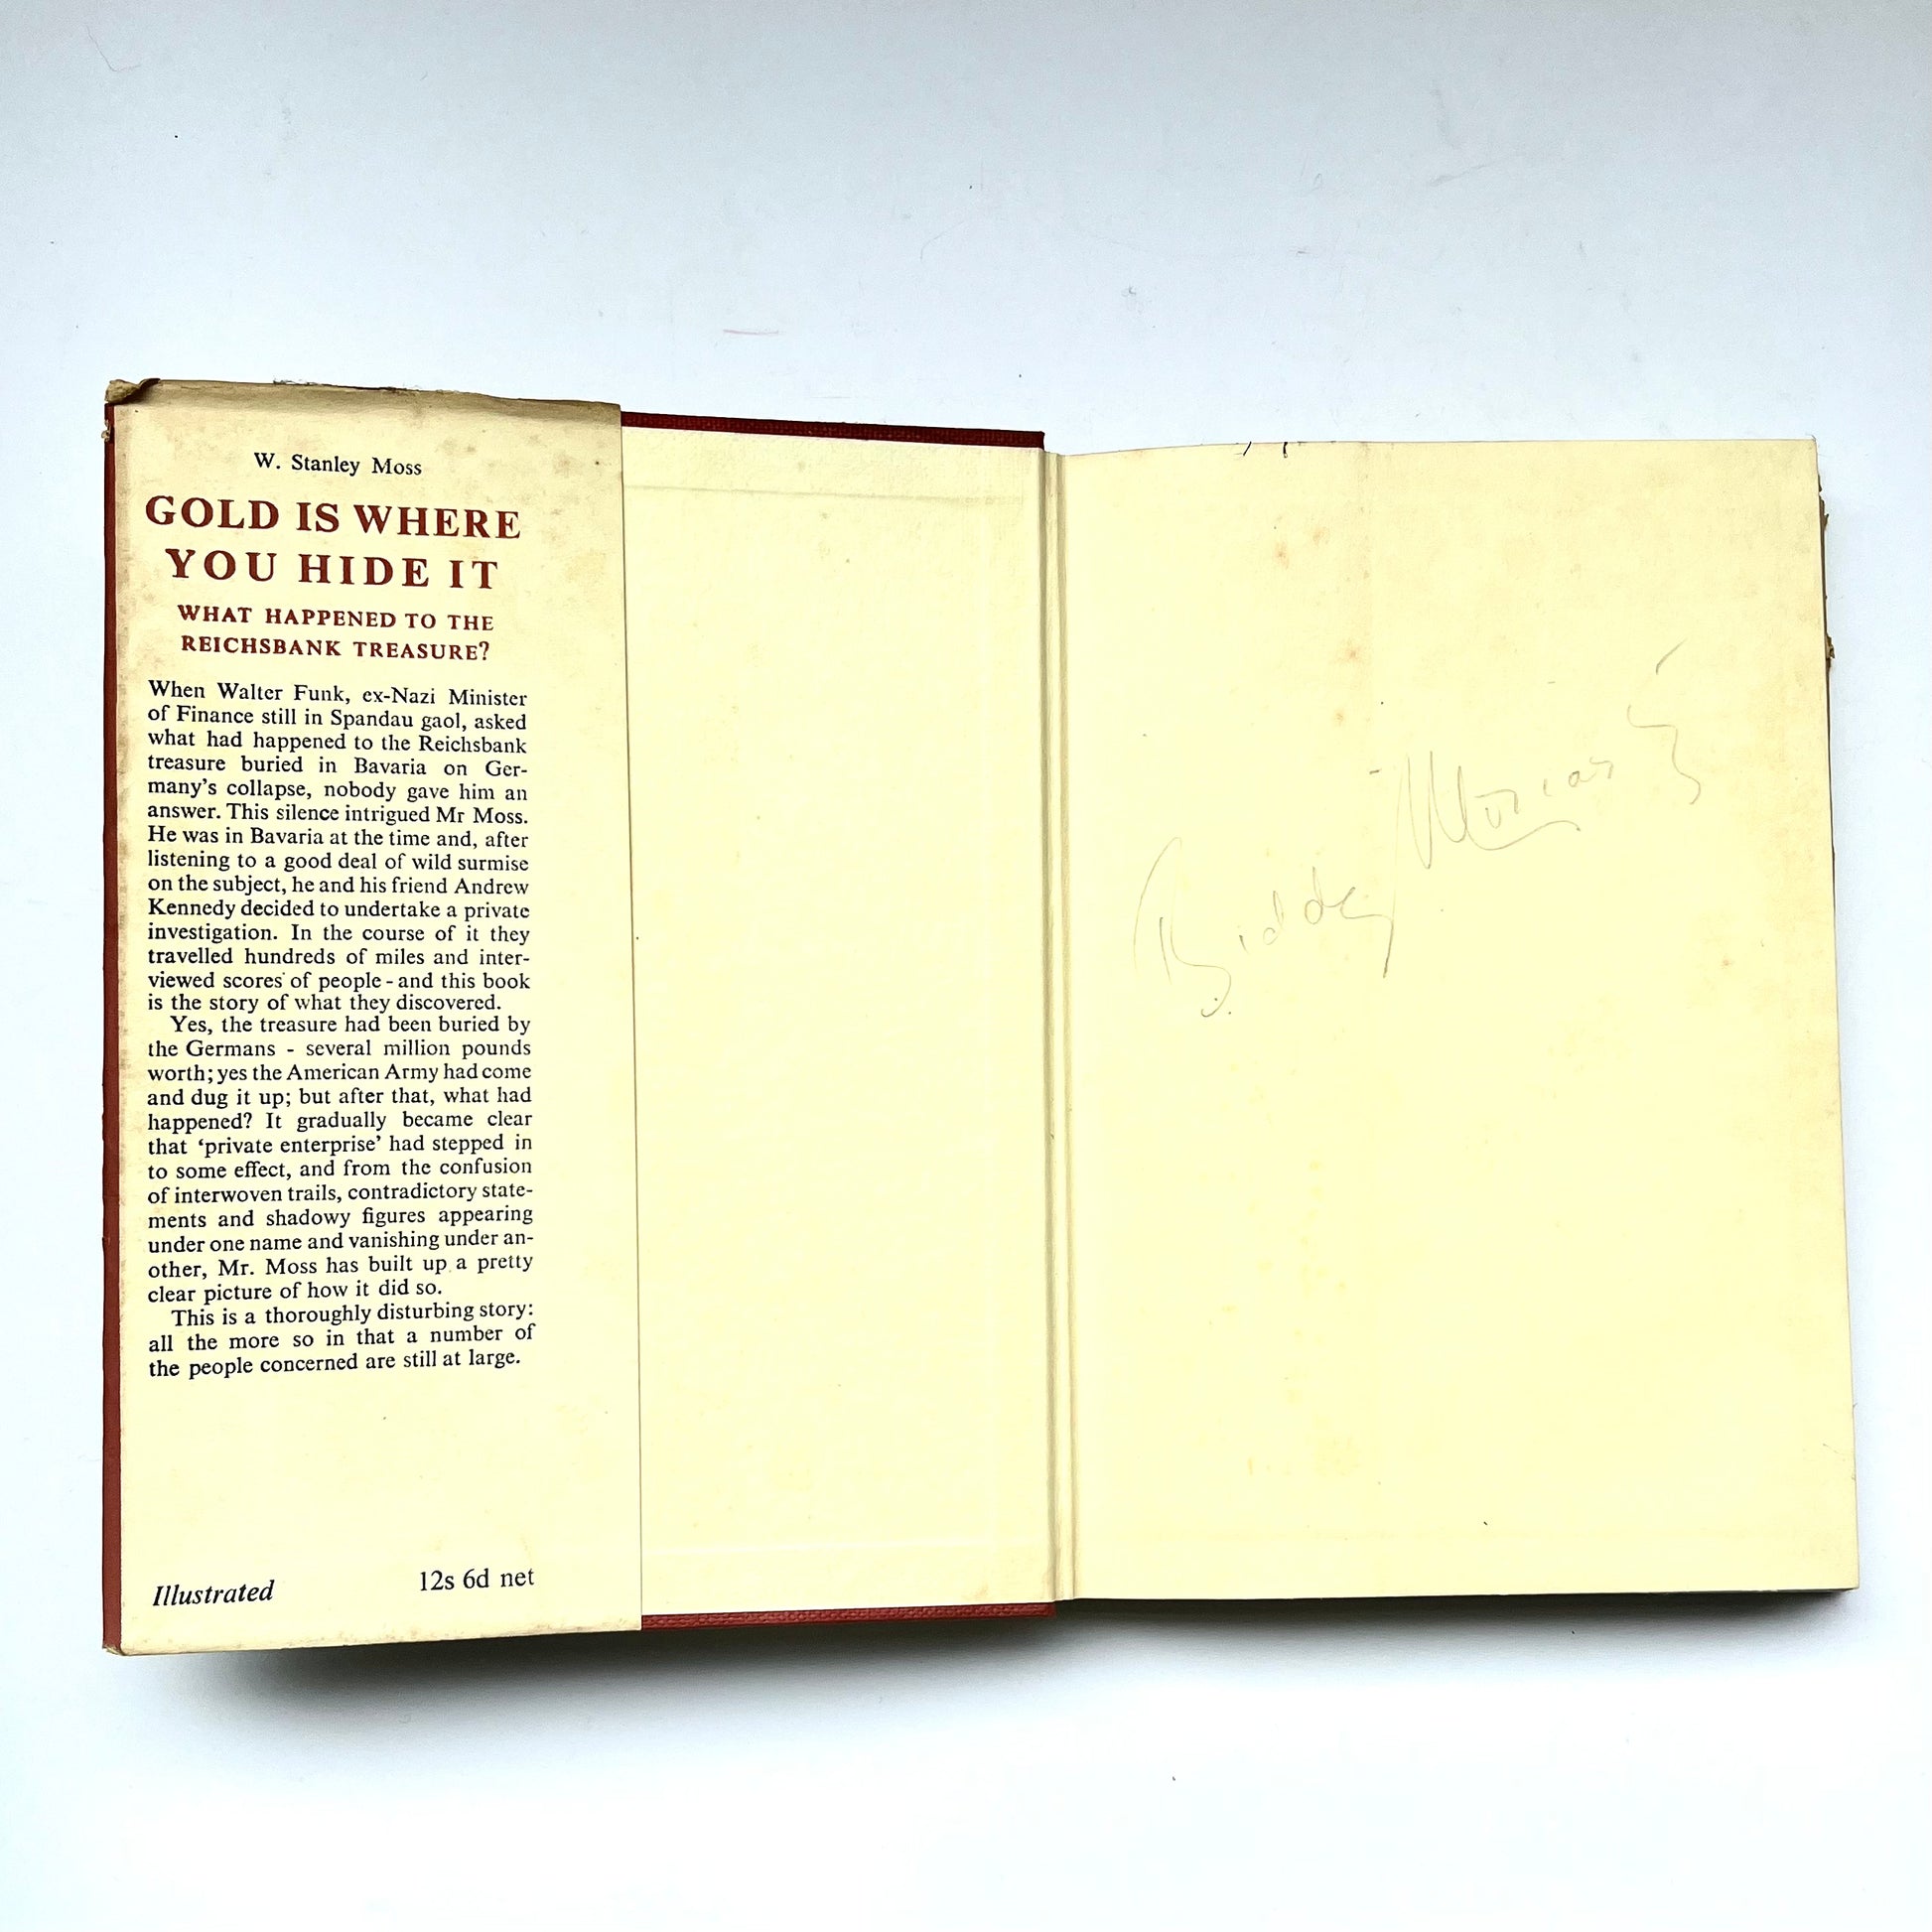 W. Stanley Moss
GOLD IS WHERE
YOU HIDE IT
WHAT HAPPENED TO THE
REICHSBANK TREASURE?
When Walter Funk, ex-Nazi Minister
of Finance still in Spandau gaol, asked
what had happened to the Reichsbank
treasure buried in Bavaria on Ger-
many's collapse, nobody gave him an
answer. This silence intrigued Mr Moss.
He was in Bavaria at the time and, after
listening to a good deal of wild surmise
on the subject, he and his friend Andrew
Kennedy decided to undertake a private
investigation. In the course of it they
travelled hundreds of miles and inter-
viewed scores of people - and this book
is the story of what they discovered.
Yes, the treasure had been buried by
the Germans - several million pounds
worth; yes the American Army had come
and dug it up; but after that, what had
happened? It gradually became clear
that ‘private enterprise’ had stepped in
to some effect, and from the confusion
of interwoven trails, contradictory state-
ments and shadowy figures appearing
under one name and vanishing under an-
other, Mr. Moss has built up a pretty
clear picture of how it did so.
This is a thoroughly disturbing story:
all the more so in that a number of
the people concerned are still at large.
Illustrated 12s 6d net
Biddy